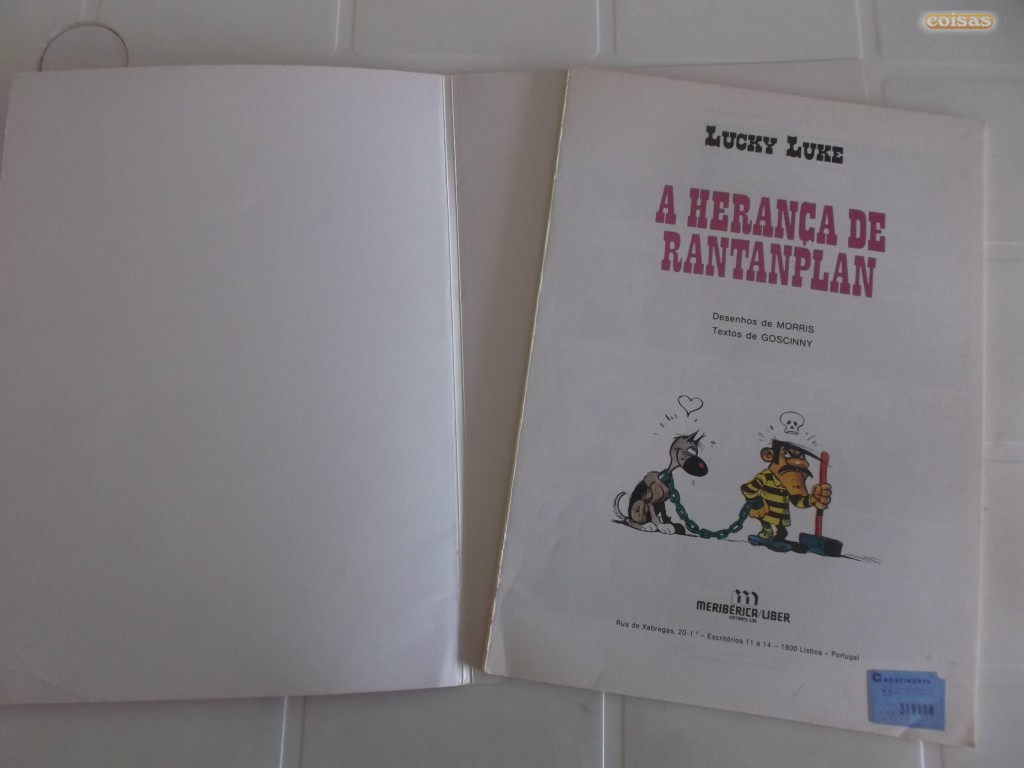 coisas
LUCKY LUKE
A HERANÇA DE
RANTANPLAN
Desenhos de MORRIS
Textos de GOSCINNY
MERIBÉRICA/LIBER
Rua de Xabregas, 20-1.º – Escritórios 11 a 14 – 1900 Lisboa – Portugal